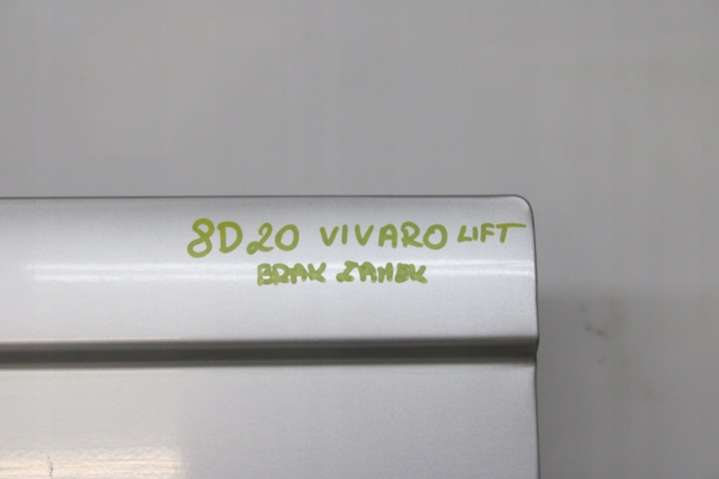 8D20 VIVARO LIFT
BRAK ZAMEK